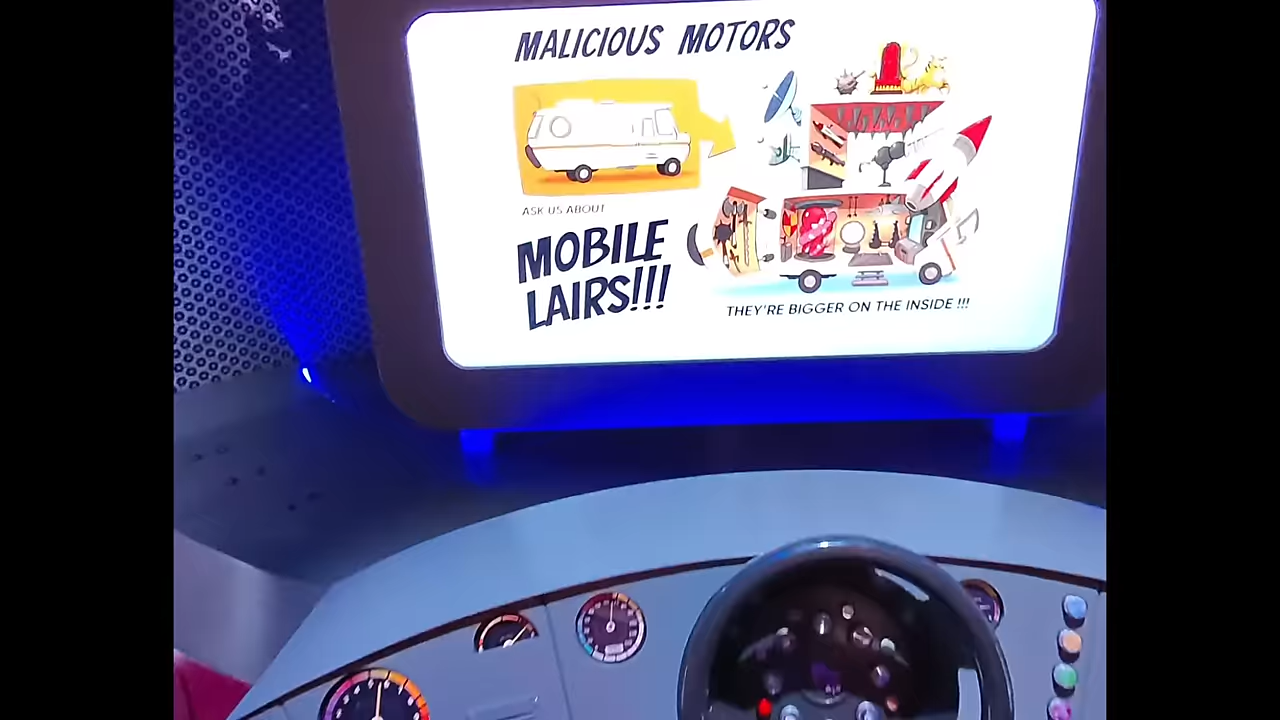 MALICIOUS MOTORS
ASK US ABOUT
MOBILE
LAIRS!!!
THEY'RE BIGGER ON THE INSIDE !!!